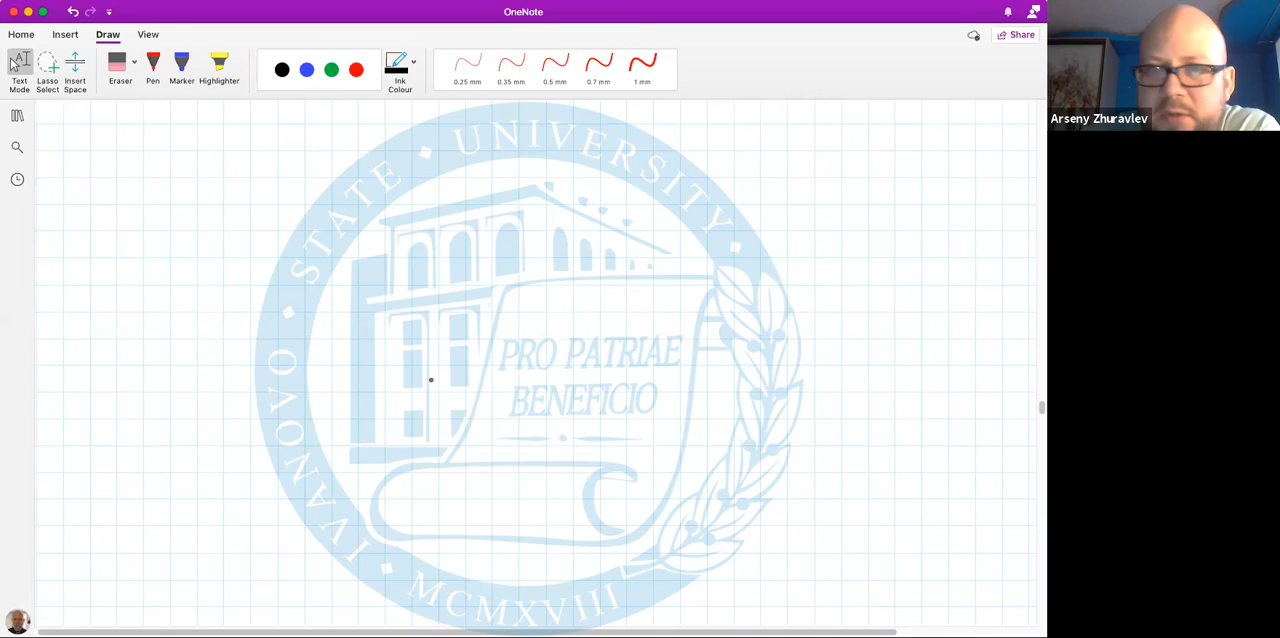 OneNote
Home Insert Draw View
Share
Text Mode
Lasso Select
Insert Space
Eraser
Pen
Marker
Highlighter
Ink Colour
0.25 mm
0.35 mm
0.5 mm
0.7 mm
1 mm
Arseny Zhuravlev
IVANOVO STATE UNIVERSITY
PRO PATRIAE
BENEFICIO
MCMXVIII